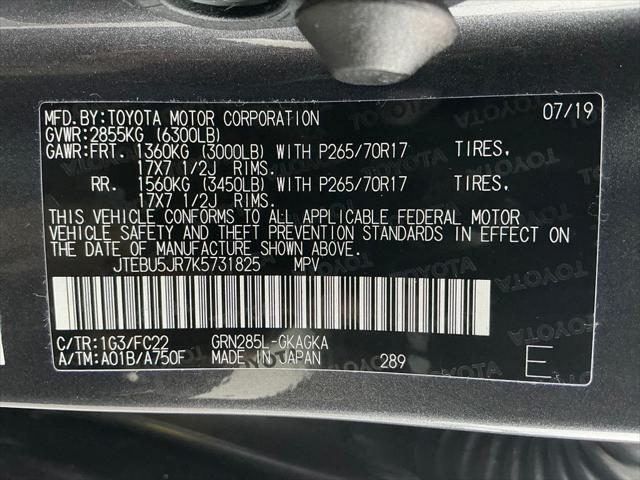 MFD.BY:TOYOTA MOTOR CORPORATION 07/19
GVWR:2855KG (6300LB)
GAWR:FRT. 1360KG (3000LB) WITH P265/70R17 TIRES,
17X7 1/2J RIMS.
RR. 1560KG (3450LB) WITH P265/70R17 TIRES,
17X7 1/2J RIMS.
THIS VEHICLE CONFORMS TO ALL APPLICABLE FEDERAL MOTOR
VEHICLE SAFETY AND THEFT PREVENTION STANDARDS IN EFFECT ON
THE DATE OF MANUFACTURE SHOWN ABOVE.
JTEBU5JR7K5731825 MPV
C/TR:1G3/FC22 GRN285L-GKAGKA
A/TM:A01B/A750F MADE IN JAPAN 289 E